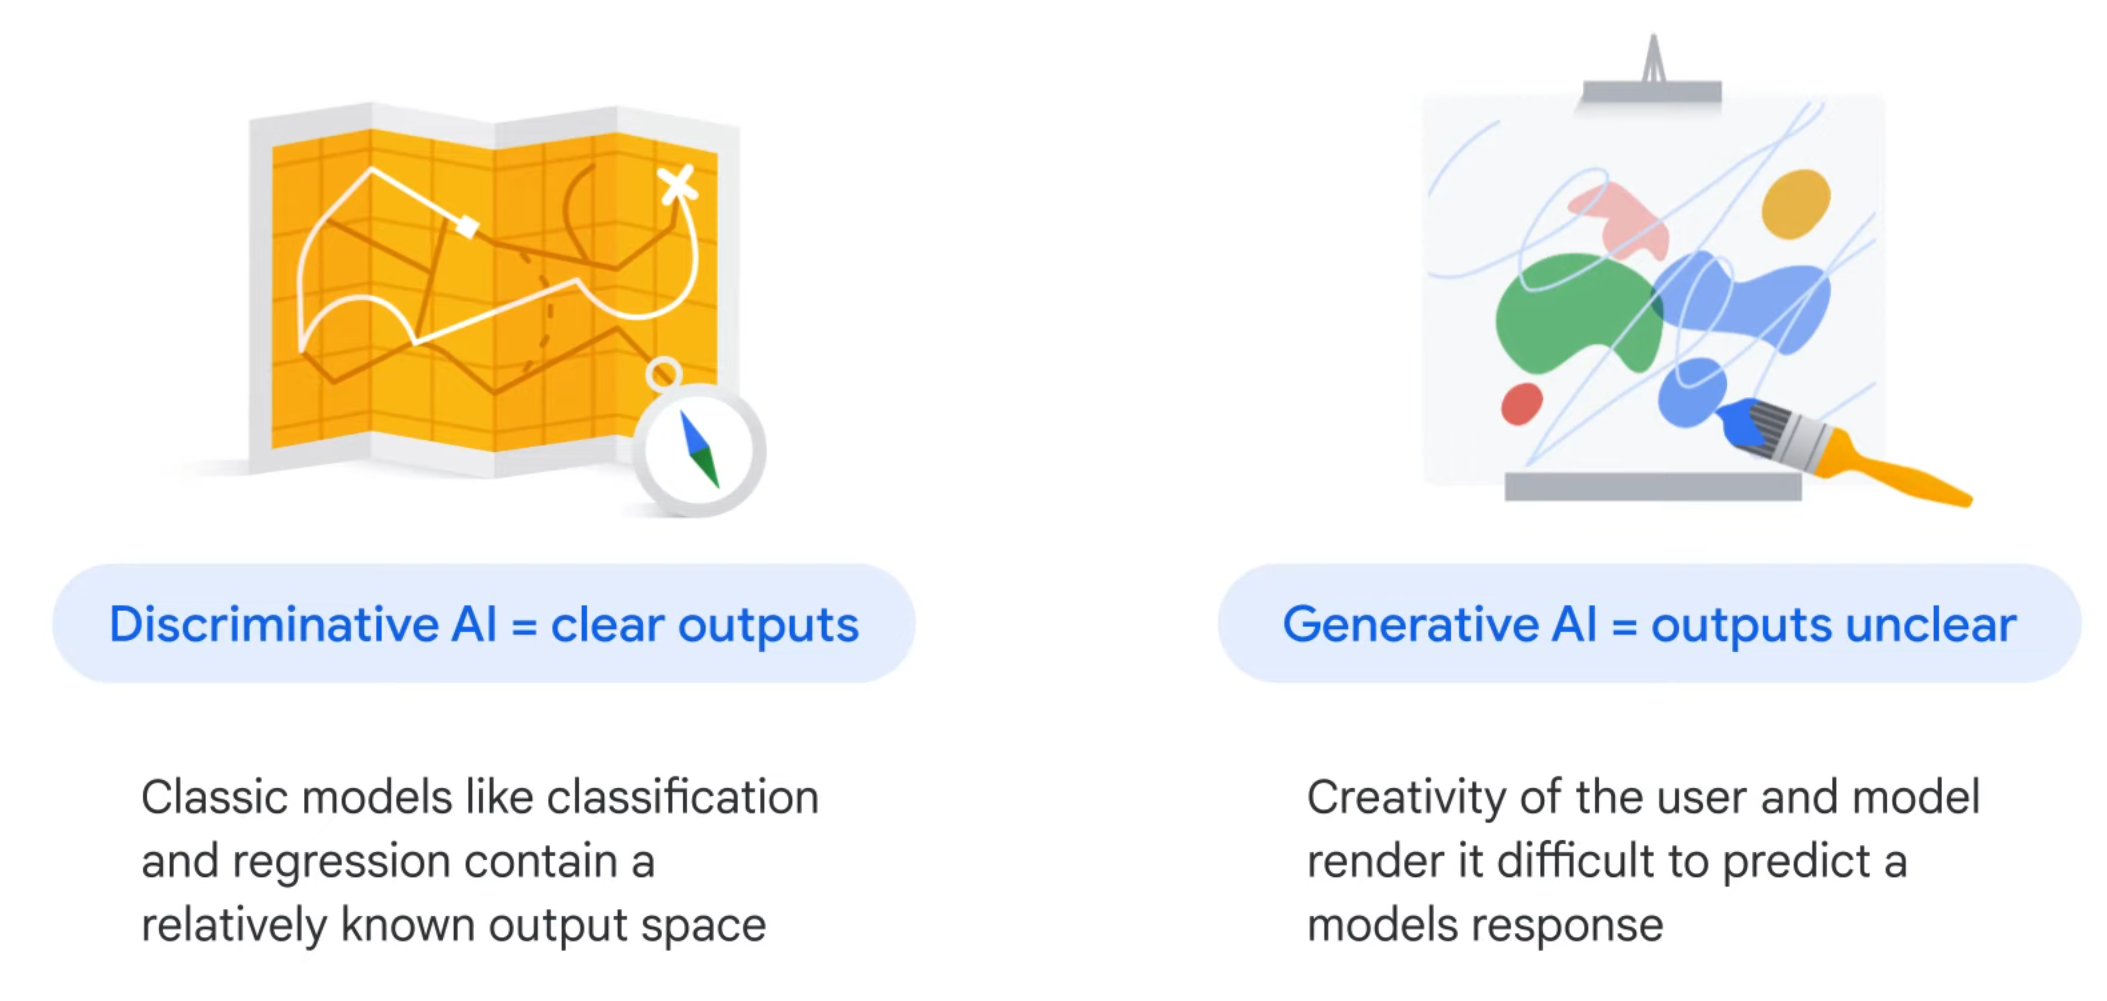 Discriminative AI = clear outputs
Classic models like classification
and regression contain a
relatively known output space
Generative AI = outputs unclear
Creativity of the user and model
render it difficult to predict a
models response